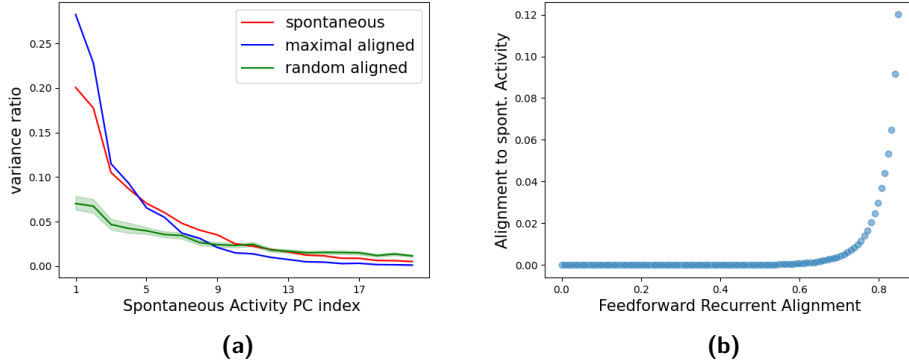 spontaneous
maximal aligned
random aligned
0.25
0.20
0.15
0.10
0.05
0.00
variance ratio
1 5 9 13 17
Spontaneous Activity PC index
(a)
0.12
0.10
0.08
0.06
0.04
0.02
0.00
Alignment to spont. Activity
0.0 0.2 0.4 0.6 0.8
Feedforward Recurrent Alignment
(b)